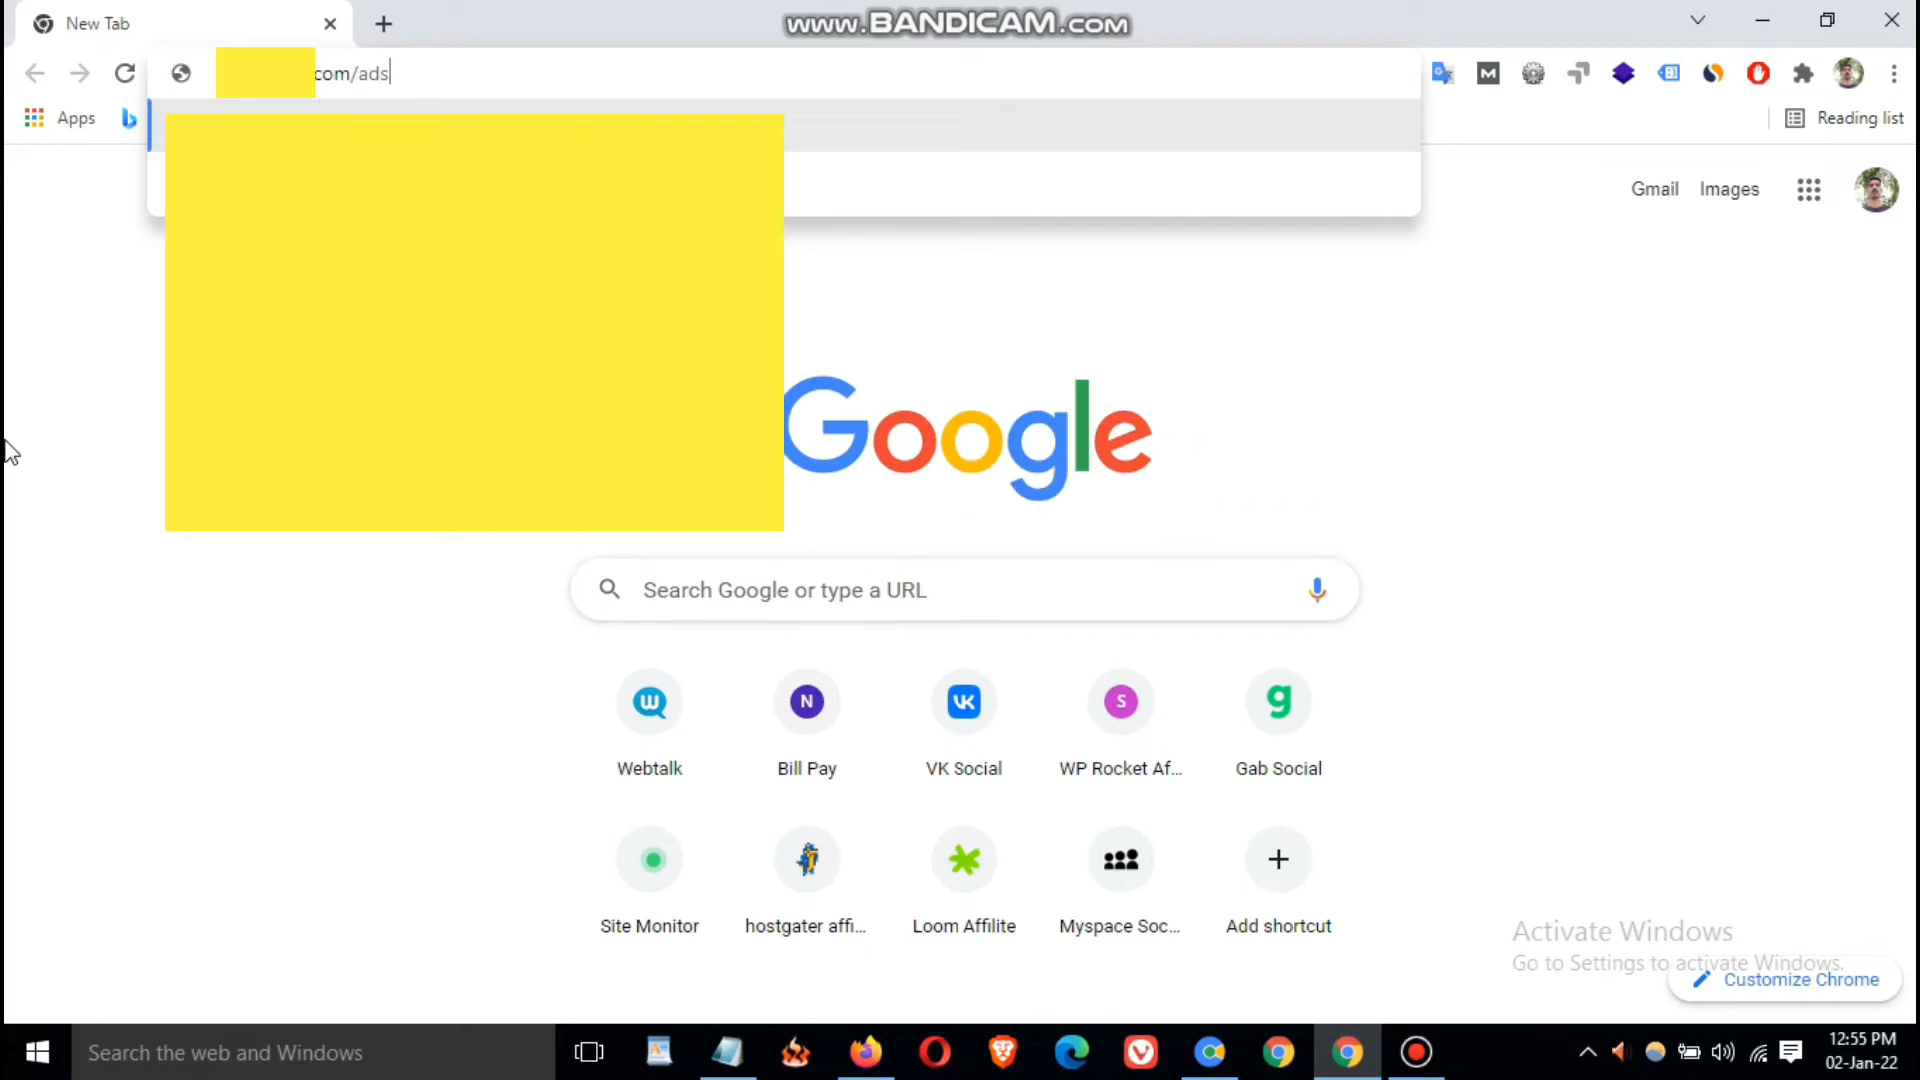 New Tab
www.BANDICAM.com
com/ads
Apps
Reading list
Gmail Images
Google
Search Google or type a URL
W N VK S g
Webtalk Bill Pay VK Social WP Rocket Af... Gab Social
Site Monitor hostgater affi... Loom Affilite Myspace Soc... Add shortcut
Activate Windows
Go to Settings to activate Windows.
Customize Chrome
Search the web and Windows
12:55 PM
02-Jan-22